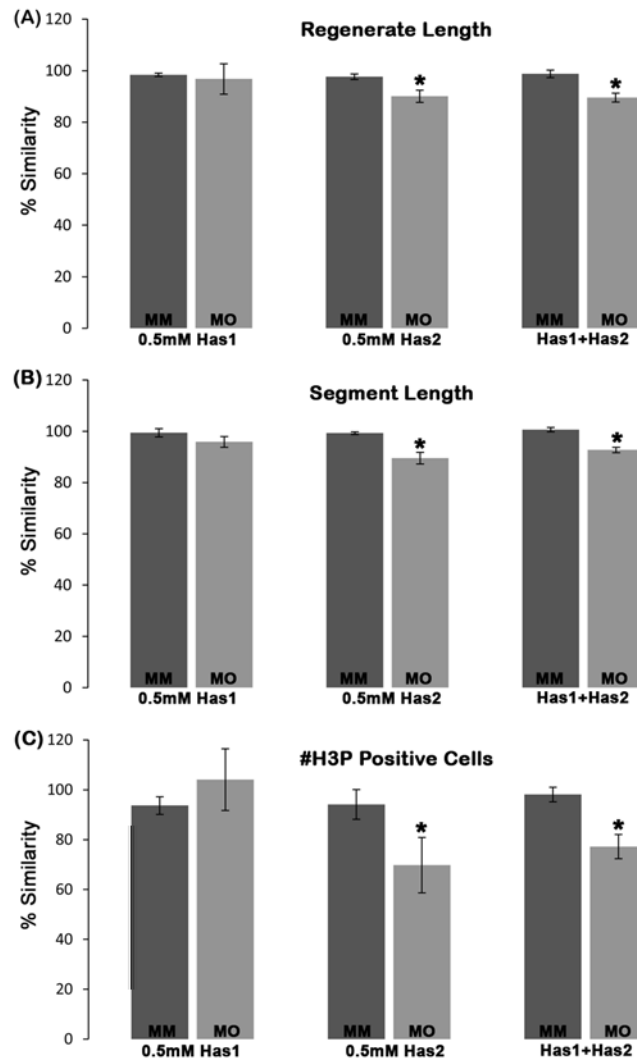 (A)
Regenerate Length
120
100
80
60
40
20
0
% Similarity
MM MO MM MO MM MO
0.5mM Has1 0.5mM Has2 Has1+Has2
* *
(B)
Segment Length
120
100
80
60
40
20
0
% Similarity
MM MO MM MO MM MO
0.5mM Has1 0.5mM Has2 Has1+Has2
* *
(C)
#H3P Positive Cells
120
100
80
60
40
20
0
% Similarity
MM MO MM MO MM MO
0.5mM Has1 0.5mM Has2 Has1+Has2
* *